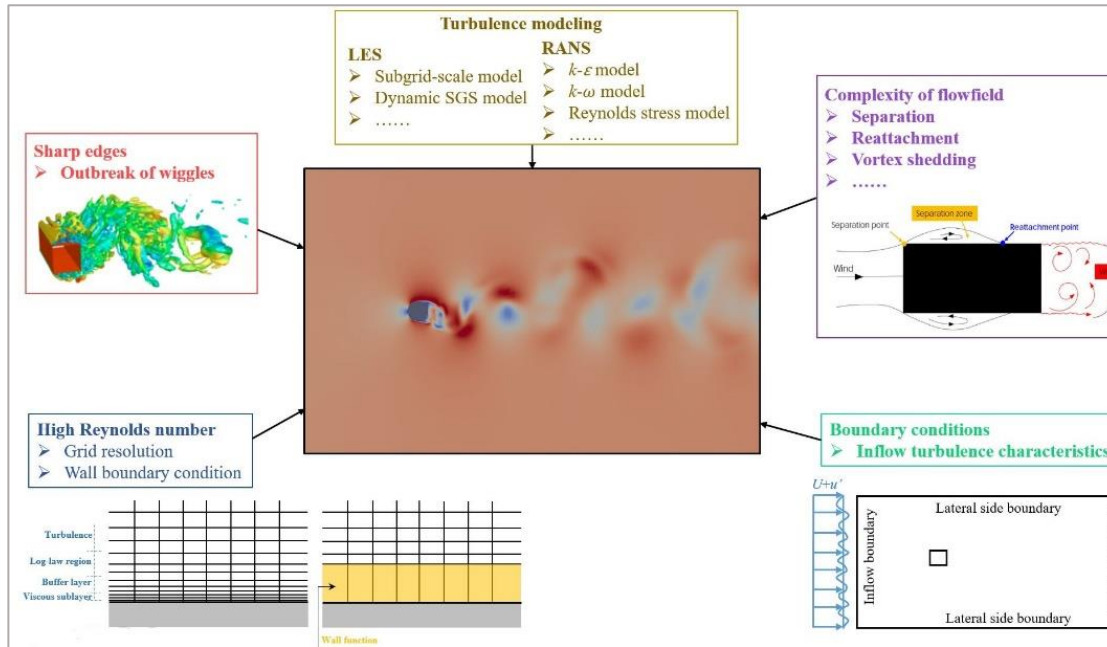 Turbulence modeling
LES
➤ Subgrid-scale model
➤ Dynamic SGS model
➤ ……
RANS
➤ k-ε model
➤ k-ω model
➤ Reynolds stress model
➤ ……
Sharp edges
➤ Outbreak of wiggles
Complexity of flowfield
➤ Separation
➤ Reattachment
➤ Vortex shedding
➤ ……
Separation zone
Separation point
Reattachment point
Wind
High Reynolds number
➤ Grid resolution
➤ Wall boundary condition
Turbulence
Log-law region
Buffer layer
Viscous sublayer
Wall function
Boundary conditions
➤ Inflow turbulence characteristics
U+u'
Inflow boundary
Lateral side boundary
Lateral side boundary